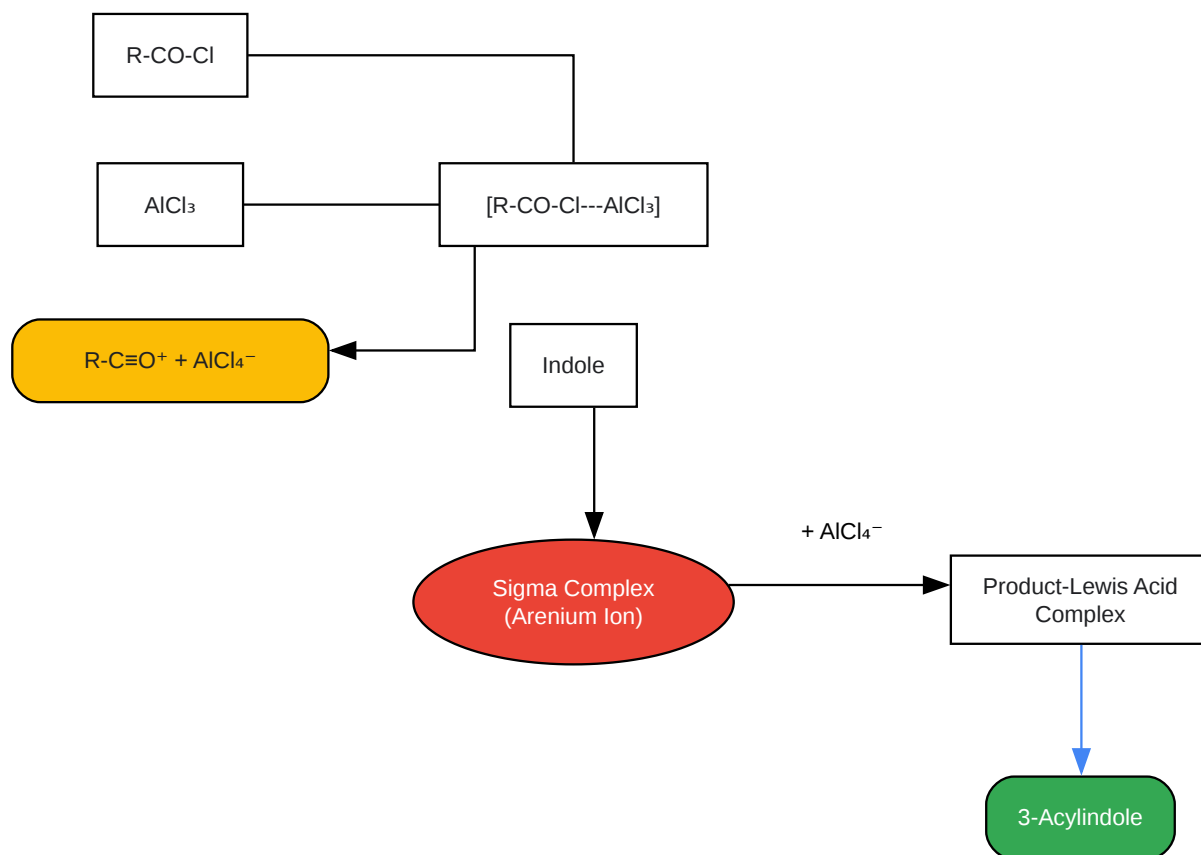 R-CO-Cl
AlCl₃
[R-CO-Cl---AlCl₃]
R-C≡O⁺ + AlCl₄⁻
Indole
Sigma Complex
(Arenium Ion)
+ AlCl₄⁻
Product-Lewis Acid
Complex
3-Acylindole